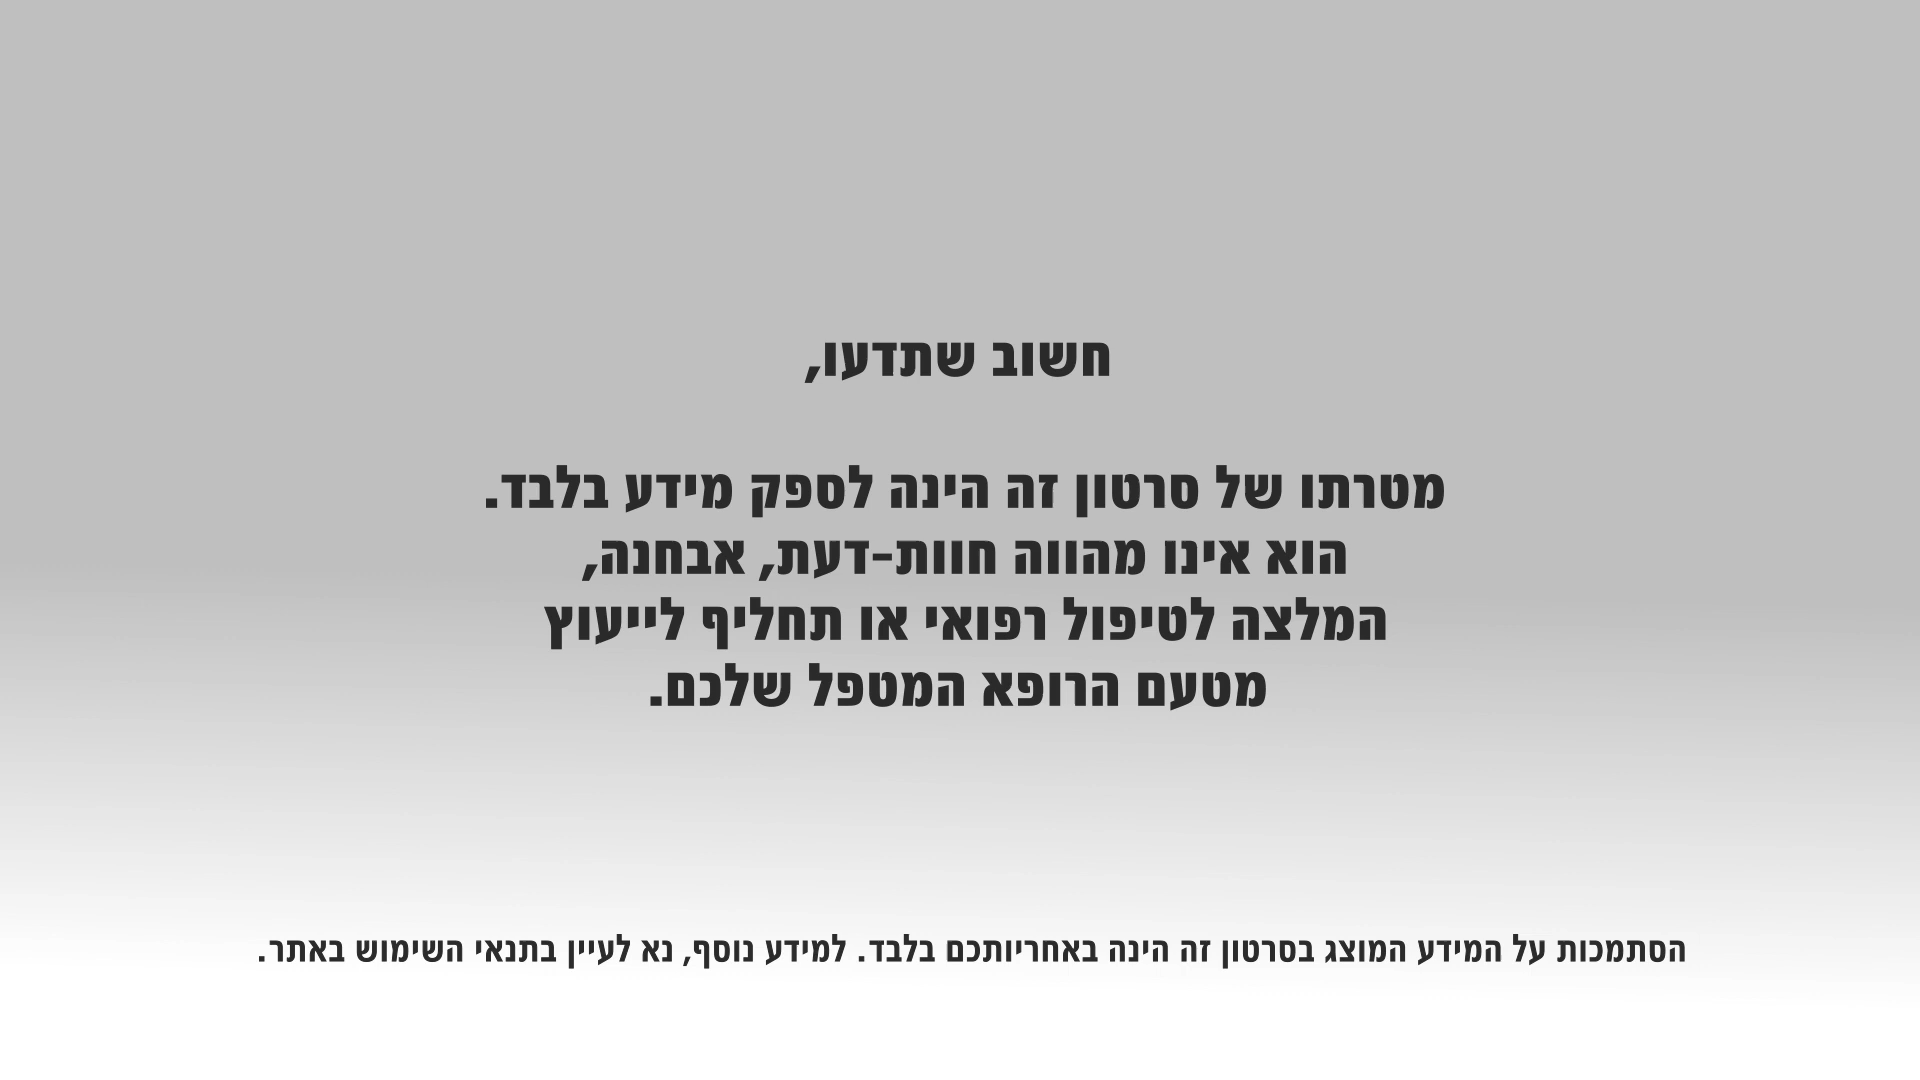 חשוב שתדעו,
מטרתו של סרטון זה הינה לספק מידע בלבד.
הוא אינו מהווה חוות-דעת, אבחנה,
המלצה לטיפול רפואי או תחליף לייעוץ
מטעם הרופא המטפל שלכם.
הסתמכות על המידע המוצג בסרטון זה הינה באחריותכם בלבד. למידע נוסף, נא לעיין בתנאי השימוש באתר.